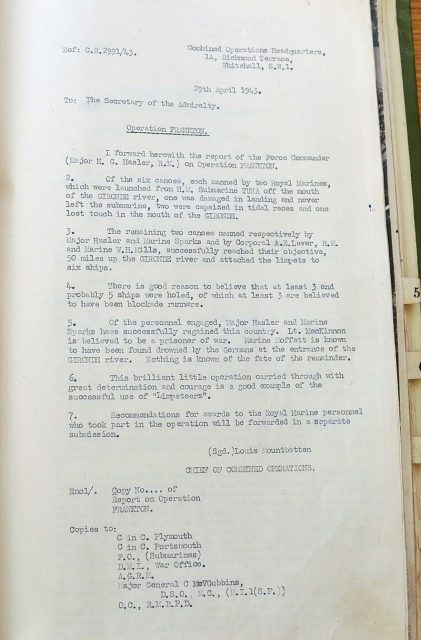 Ref: C.R.2991/43.
Combined Operations Headquarters,
1A, Richmond Terrace,
Whitehall, S.W.1.
29th April 1943.
To: The Secretary of the Admiralty.
Operation FRANKTON.
I forward herewith the report of the Force Commander
(Major H. G. Hasler, R.M.) on Operation FRANKTON.
2. Of the six canoes, each manned by two Royal Marines,
which were launched from H.M. Submarine TUNA off the mouth
of the GIRONDE river, one was damaged in landing and never
left the submarine, two were capsized in tidal races and one
lost touch in the mouth of the GIRONDE.
3. The remaining two canoes manned respectively by
Major Hasler and Marine Sparks and by Corporal A.F.Laver, R.M.
and Marine W.H.Mills, successfully reached their objective,
50 miles up the GIRONDE river and attached the limpets to
six ships.
4. There is good reason to believe that at least 3 and
probably 5 ships were holed, of which at least 3 are believed
to have been blockade runners.
5. Of the personnel engaged, Major Hasler and Marine
Sparks have successfully regained this country. Lt. MacKinnon
is believed to be a prisoner of war. Marine Moffatt is known
to have been found drowned by the Germans at the entrance of the
GIRONDE river. Nothing is known of the fate of the remainder.
6. This brilliant little operation carried through with
great determination and courage is a good example of the
successful use of "Limpeteers".
7. Recommendations for awards to the Royal Marine personnel
who took part in the operation will be forwarded in a separate
submission.
(Sgd.)Louis Mountbatten
CHIEF OF COMBINED OPERATIONS.
Encl/. Copy No.... of
Report on Operation
FRANKTON.
Copies to:
C in C. Plymouth
C in C. Portsmouth
F.O., (Submarines)
D.M.I., War Office.
A.G.R.M.
Major General C McVGubbins,
D.S.O., M.C., (M.I.1(S.P.))
O.C., R.M.B.P.D.
5